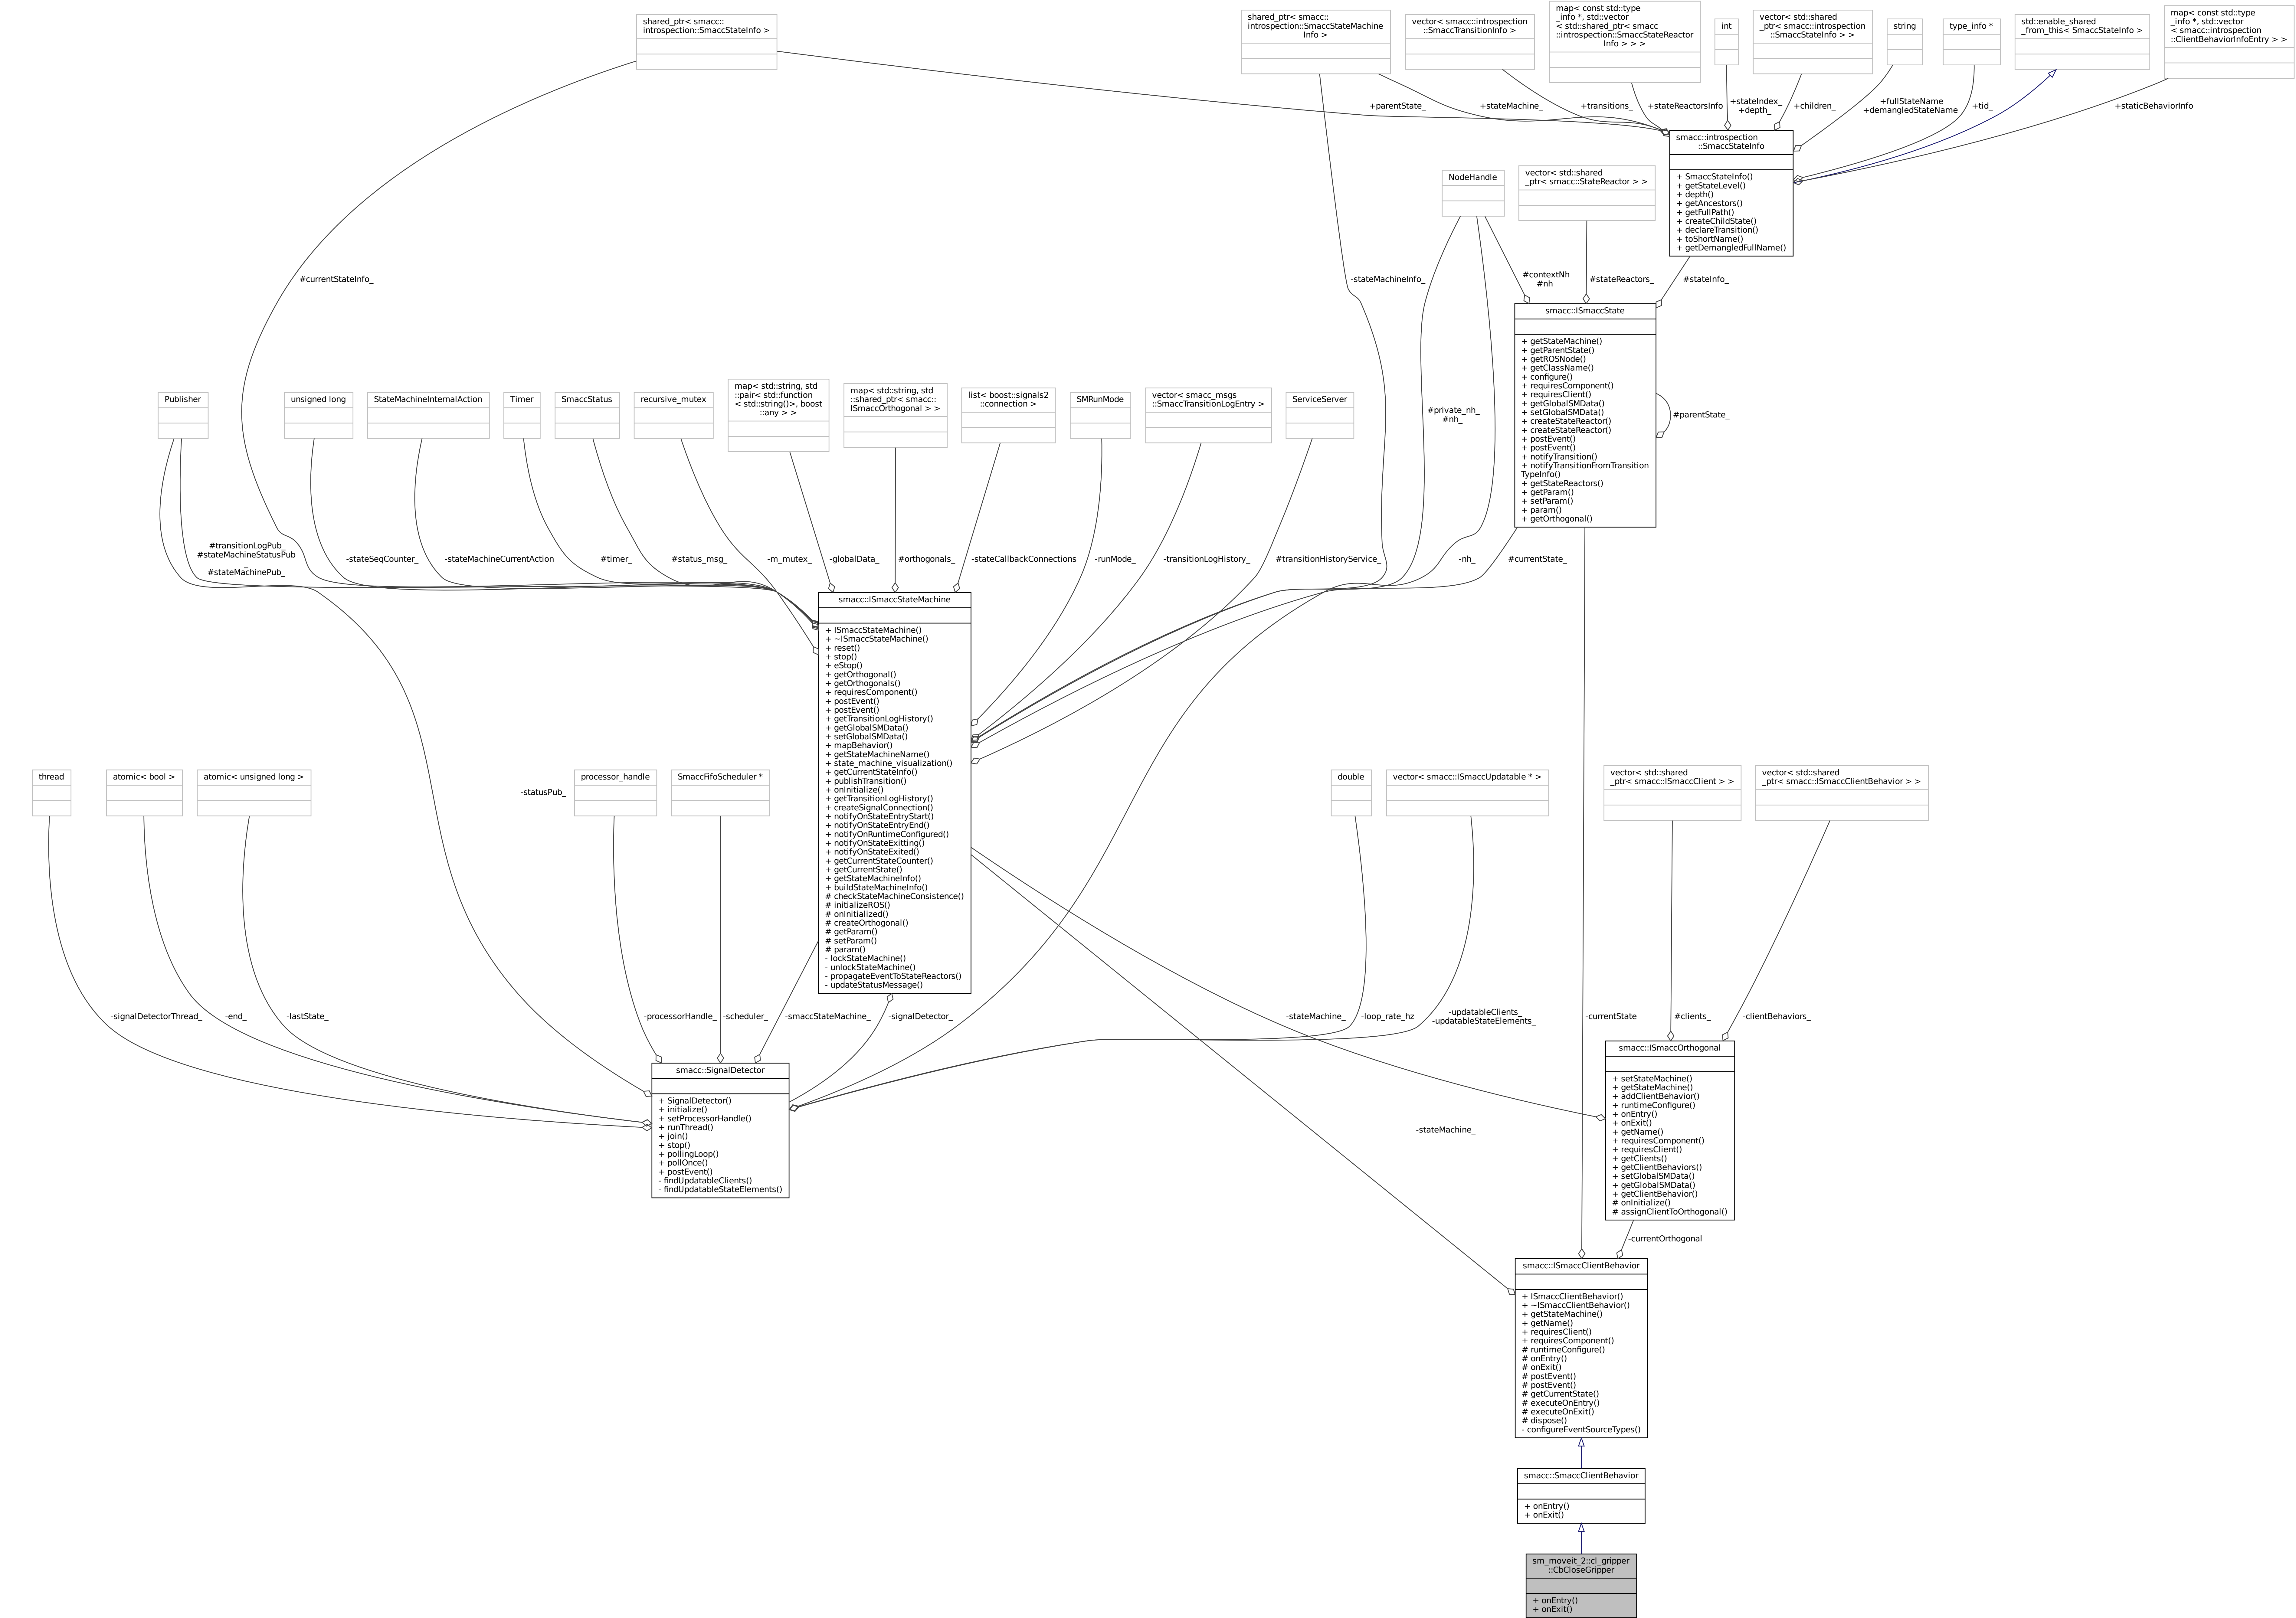 shared_ptr< smacc::
introspection::SmaccStateInfo >
shared_ptr< smacc::
introspection::SmaccStateMachine
Info >
vector< smacc::introspection
::SmaccTransitionInfo >
map< const std::type
_info *, std::vector
< std::shared_ptr< smacc
::introspection::SmaccStateReactor
Info > > >
int
vector< std::shared
_ptr< smacc::introspection
::SmaccStateInfo > >
string
type_info *
std::enable_shared
_from_this< SmaccStateInfo >
map< const std::type
_info *, std::vector
< smacc::introspection
::ClientBehaviorInfoEntry > >
+parentState_
+stateMachine_
+transitions_
+stateReactorsInfo
+stateIndex_
+depth_
+children_
+fullStateName
+demangledStateName
+tid_
+staticBehaviorInfo
smacc::introspection
::SmaccStateInfo
+ SmaccStateInfo()
+ getStateLevel()
+ depth()
+ getAncestors()
+ getFullPath()
+ createChildState()
+ declareTransition()
+ toShortName()
+ getDemangledFullName()
NodeHandle
vector< std::shared
_ptr< smacc::StateReactor > >
#currentStateInfo_
-stateMachineInfo_
#contextNh
#nh
#stateReactors_
#stateInfo_
smacc::ISmaccState
+ getStateMachine()
+ getParentState()
+ getROSNode()
+ getClassName()
+ configure()
+ requiresComponent()
+ requiresClient()
+ getGlobalSMData()
+ setGlobalSMData()
+ createStateReactor()
+ createStateReactor()
+ postEvent()
+ postEvent()
+ notifyTransition()
+ notifyTransitionFromTransition
TypeInfo()
+ getStateReactors()
+ getParam()
+ setParam()
+ param()
+ getOrthogonal()
#parentState_
#private_nh_
#nh_
Publisher
unsigned long
StateMachineInternalAction
Timer
SmaccStatus
recursive_mutex
map< std::string, std
::pair< std::function
< std::string()>, boost
::any > >
map< std::string, std
::shared_ptr< smacc::
ISmaccOrthogonal > >
list< boost::signals2
::connection >
SMRunMode
vector< smacc_msgs
::SmaccTransitionLogEntry >
ServiceServer
#transitionLogPub_
#stateMachineStatusPub
_
#stateMachinePub_
-stateSeqCounter_
-stateMachineCurrentAction
#timer_
#status_msg_
-m_mutex_
-globalData_
#orthogonals_
-stateCallbackConnections
-runMode_
-transitionLogHistory_
#transitionHistoryService_
-nh_
#currentState_
smacc::ISmaccStateMachine
+ ISmaccStateMachine()
+ ~ISmaccStateMachine()
+ reset()
+ stop()
+ eStop()
+ getOrthogonal()
+ getOrthogonals()
+ requiresComponent()
+ postEvent()
+ postEvent()
+ getTransitionLogHistory()
+ getGlobalSMData()
+ setGlobalSMData()
+ mapBehavior()
+ getStateMachineName()
+ state_machine_visualization()
+ getCurrentStateInfo()
+ publishTransition()
+ onInitialize()
+ getTransitionLogHistory()
+ createSignalConnection()
+ notifyOnStateEntryStart()
+ notifyOnStateEntryEnd()
+ notifyOnRuntimeConfigured()
+ notifyOnStateExitting()
+ notifyOnStateExited()
+ getCurrentStateCounter()
+ getCurrentState()
+ getStateMachineInfo()
+ buildStateMachineInfo()
# checkStateMachineConsistence()
# initializeROS()
# onInitialized()
# createOrthogonal()
# getParam()
# setParam()
# param()
- lockStateMachine()
- unlockStateMachine()
- propagateEventToStateReactors()
- updateStatusMessage()
thread
atomic< bool >
atomic< unsigned long >
-statusPub_
processor_handle
SmaccFifoScheduler *
double
vector< smacc::ISmaccUpdatable * >
vector< std::shared
_ptr< smacc::ISmaccClient > >
vector< std::shared
_ptr< smacc::ISmaccClientBehavior > >
-signalDetectorThread_
-end_
-lastState_
-processorHandle_
-scheduler_
-smaccStateMachine_
-signalDetector_
-stateMachine_
-loop_rate_hz
-updatableClients_
-updatableStateElements_
-currentState
#clients_
-clientBehaviors_
smacc::SignalDetector
+ SignalDetector()
+ initialize()
+ setProcessorHandle()
+ runThread()
+ join()
+ stop()
+ pollingLoop()
+ pollOnce()
+ postEvent()
- findUpdatableClients()
- findUpdatableStateElements()
smacc::ISmaccOrthogonal
+ setStateMachine()
+ getStateMachine()
+ addClientBehavior()
+ runtimeConfigure()
+ onEntry()
+ onExit()
+ getName()
+ requiresComponent()
+ requiresClient()
+ getClients()
+ getClientBehaviors()
+ setGlobalSMData()
+ getGlobalSMData()
+ getClientBehavior()
# onInitialize()
# assignClientToOrthogonal()
-stateMachine_
-currentOrthogonal
smacc::ISmaccClientBehavior
+ ISmaccClientBehavior()
+ ~ISmaccClientBehavior()
+ getStateMachine()
+ getName()
+ requiresClient()
+ requiresComponent()
# runtimeConfigure()
# onEntry()
# onExit()
# postEvent()
# postEvent()
# getCurrentState()
# executeOnEntry()
# executeOnExit()
# dispose()
- configureEventSourceTypes()
smacc::SmaccClientBehavior
+ onEntry()
+ onExit()
sm_moveit_2::cl_gripper
::CbCloseGripper
+ onEntry()
+ onExit()